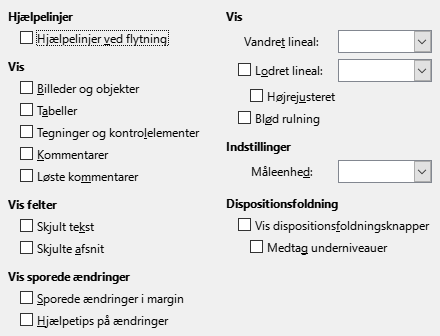 Hjælpelinjer
Hjælpelinjer ved flytning
Vis
Billeder og objekter
Tabeller
Tegninger og kontrolelementer
Kommentarer
Løste kommentarer
Vis felter
Skjult tekst
Skjulte afsnit
Vis sporede ændringer
Sporede ændringer i margin
Hjælpetips på ændringer
Vis
Vandret lineal:
Lodret lineal:
Højrejusteret
Blød rulning
Indstillinger
Måleenhed:
Dispositionsfoldning
Vis dispositionsfoldningsknapper
Medtag underniveauer